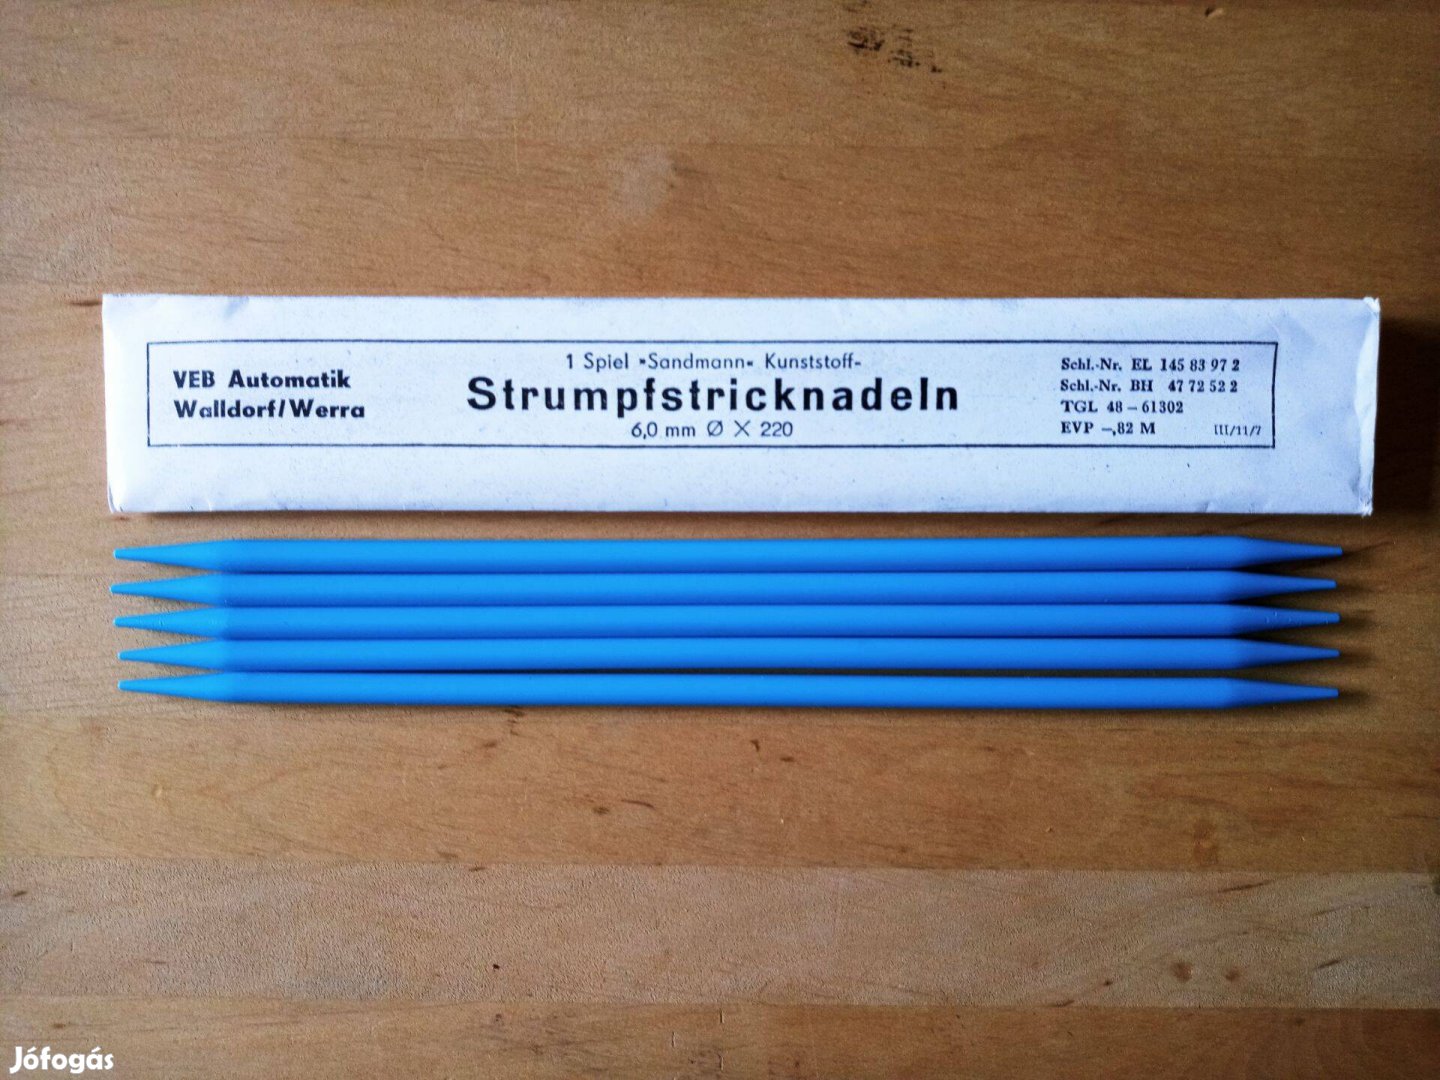 VEB Automatik
Walldorf/Werra
1 Spiel »Sandmann« Kunststoff-
Strumpfstricknadeln
6,0 mm Ø X 220
Schl.-Nr. EL 145 83 97 2
Schl.-Nr. BH 47 72 52 2
TGL 48 – 61302
EVP –,82 M III/11/7
Jófogás